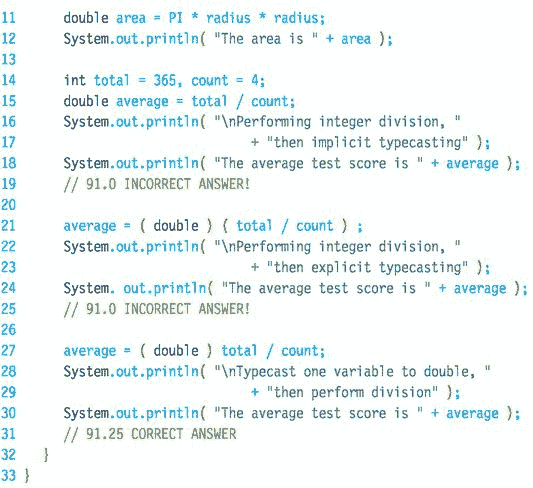 11 double area = PI * radius * radius;
12 System.out.println( "The area is " + area );
13
14 int total = 365, count = 4;
15 double average = total / count;
16 System.out.println( "\nPerforming integer division, "
17 + "then implicit typecasting" );
18 System.out.println( "The average test score is " + average );
19 // 91.0 INCORRECT ANSWER!
20
21 average = ( double ) ( total / count ) ;
22 System.out.println( "\nPerforming integer division, "
23 + "then explicit typecasting" );
24 System. out.println( "The average test score is " + average );
25 // 91.0 INCORRECT ANSWER!
26
27 average = ( double ) total / count;
28 System.out.println( "\nTypecast one variable to double, "
29 + "then perform division" );
30 System.out.println( "The average test score is " + average );
31 // 91.25 CORRECT ANSWER
32 }
33 }